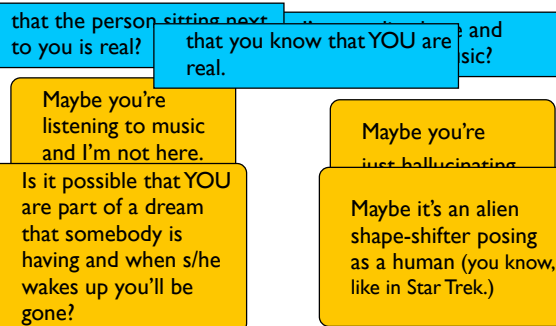 that the person sitting next
to you is real?
and
that you know that YOU are
real.
Maybe you're
listening to music
and I'm not here.
Maybe you're
just hallucinating
Is it possible that YOU
are part of a dream
that somebody is
having and when s/he
wakes up you'll be
gone?
Maybe it's an alien
shape-shifter posing
as a human (you know,
like in Star Trek.)